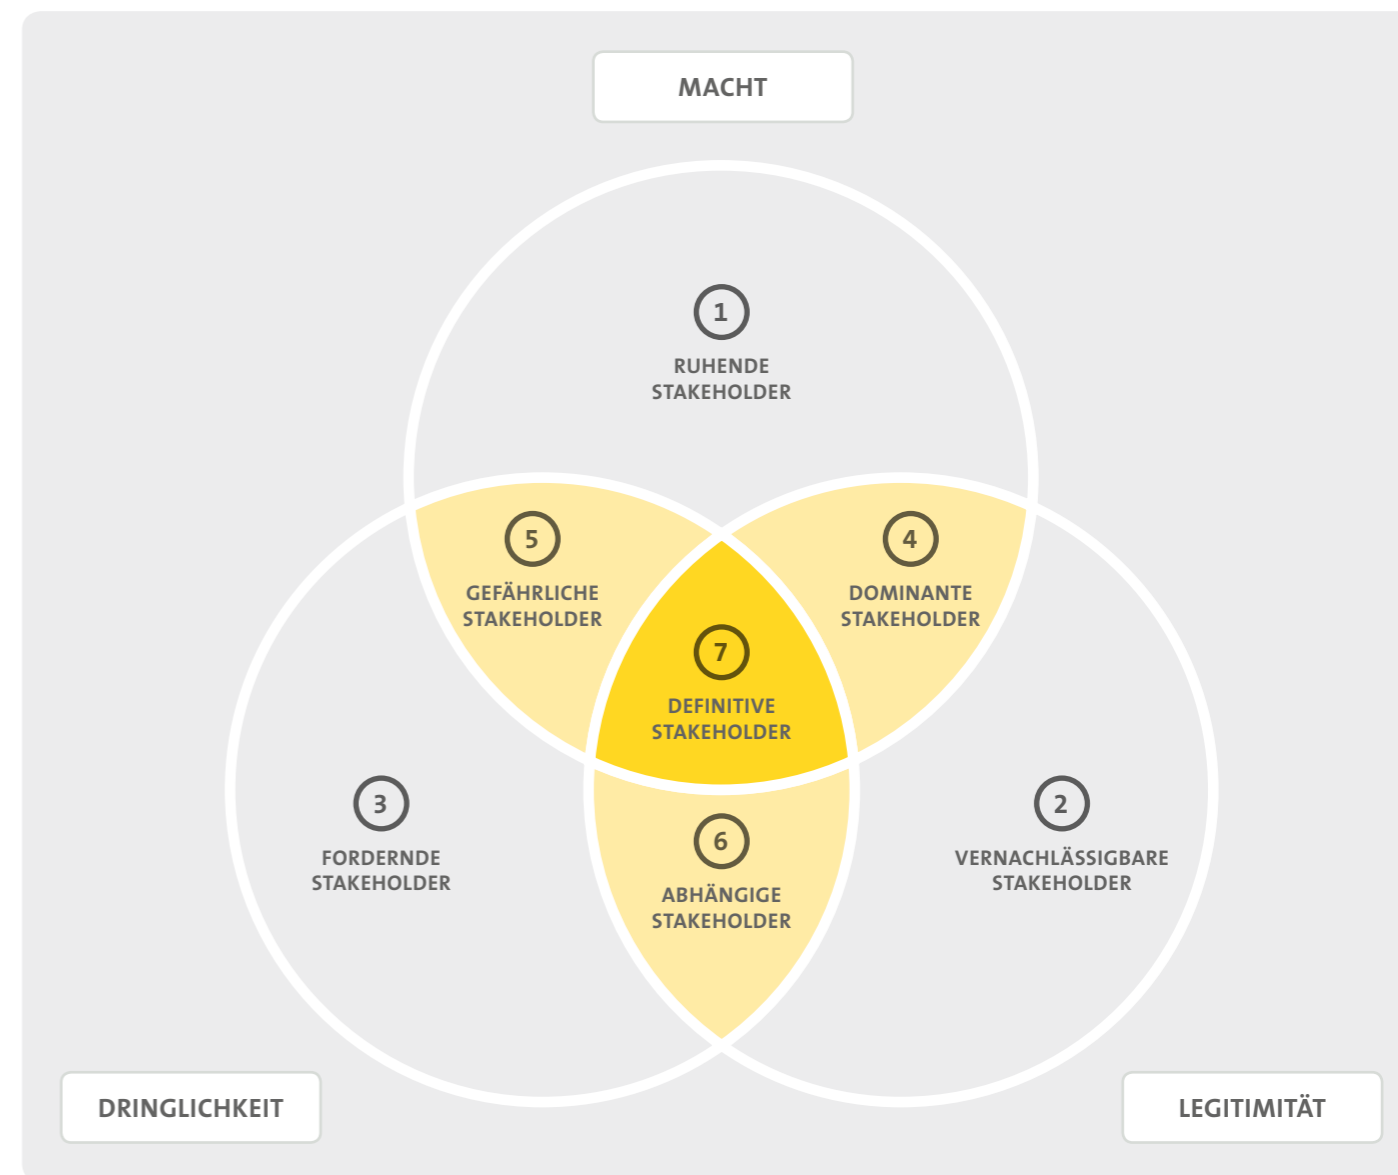 MACHT
1
RUHENDE
STAKEHOLDER
5
GEFÄHRLICHE
STAKEHOLDER
4
DOMINANTE
STAKEHOLDER
7
DEFINITIVE
STAKEHOLDER
3
FORDERNDE
STAKEHOLDER
6
ABHÄNGIGE
STAKEHOLDER
2
VERNACHLÄSSIGBARE
STAKEHOLDER
DRINGLICHKEIT
LEGITIMITÄT